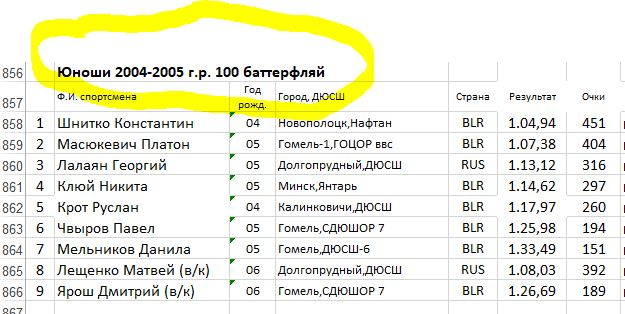 856 Юноши 2004-2005 г.р. 100 баттерфляй
857 Ф.И. спортсмена Год рожд. Город, ДЮСШ Страна Результат Очки
858 1 Шнитко Константин 04 Новополоцк,Нафтан BLR 1.04,94 451
859 2 Масюкевич Платон 05 Гомель-1,ГОЦОР ввс BLR 1.07,38 404
860 3 Лалаян Георгий 05 Долгопрудный,ДЮСШ RUS 1.13,12 316
861 4 Клюй Никита 05 Минск,Янтарь BLR 1.14,62 297
862 5 Крот Руслан 04 Калинковичи,ДЮСШ BLR 1.17,97 260
863 6 Чвыров Павел 05 Гомель,СДЮШОР 7 BLR 1.25,98 194
864 7 Мельников Данила 05 Гомель,ДЮСШ-6 BLR 1.33,49 151
865 8 Лещенко Матвей (в/к) 06 Долгопрудный,ДЮСШ RUS 1.08,03 392
866 9 Ярош Дмитрий (в/к) 06 Гомель,СДЮШОР 7 BLR 1.26,69 189